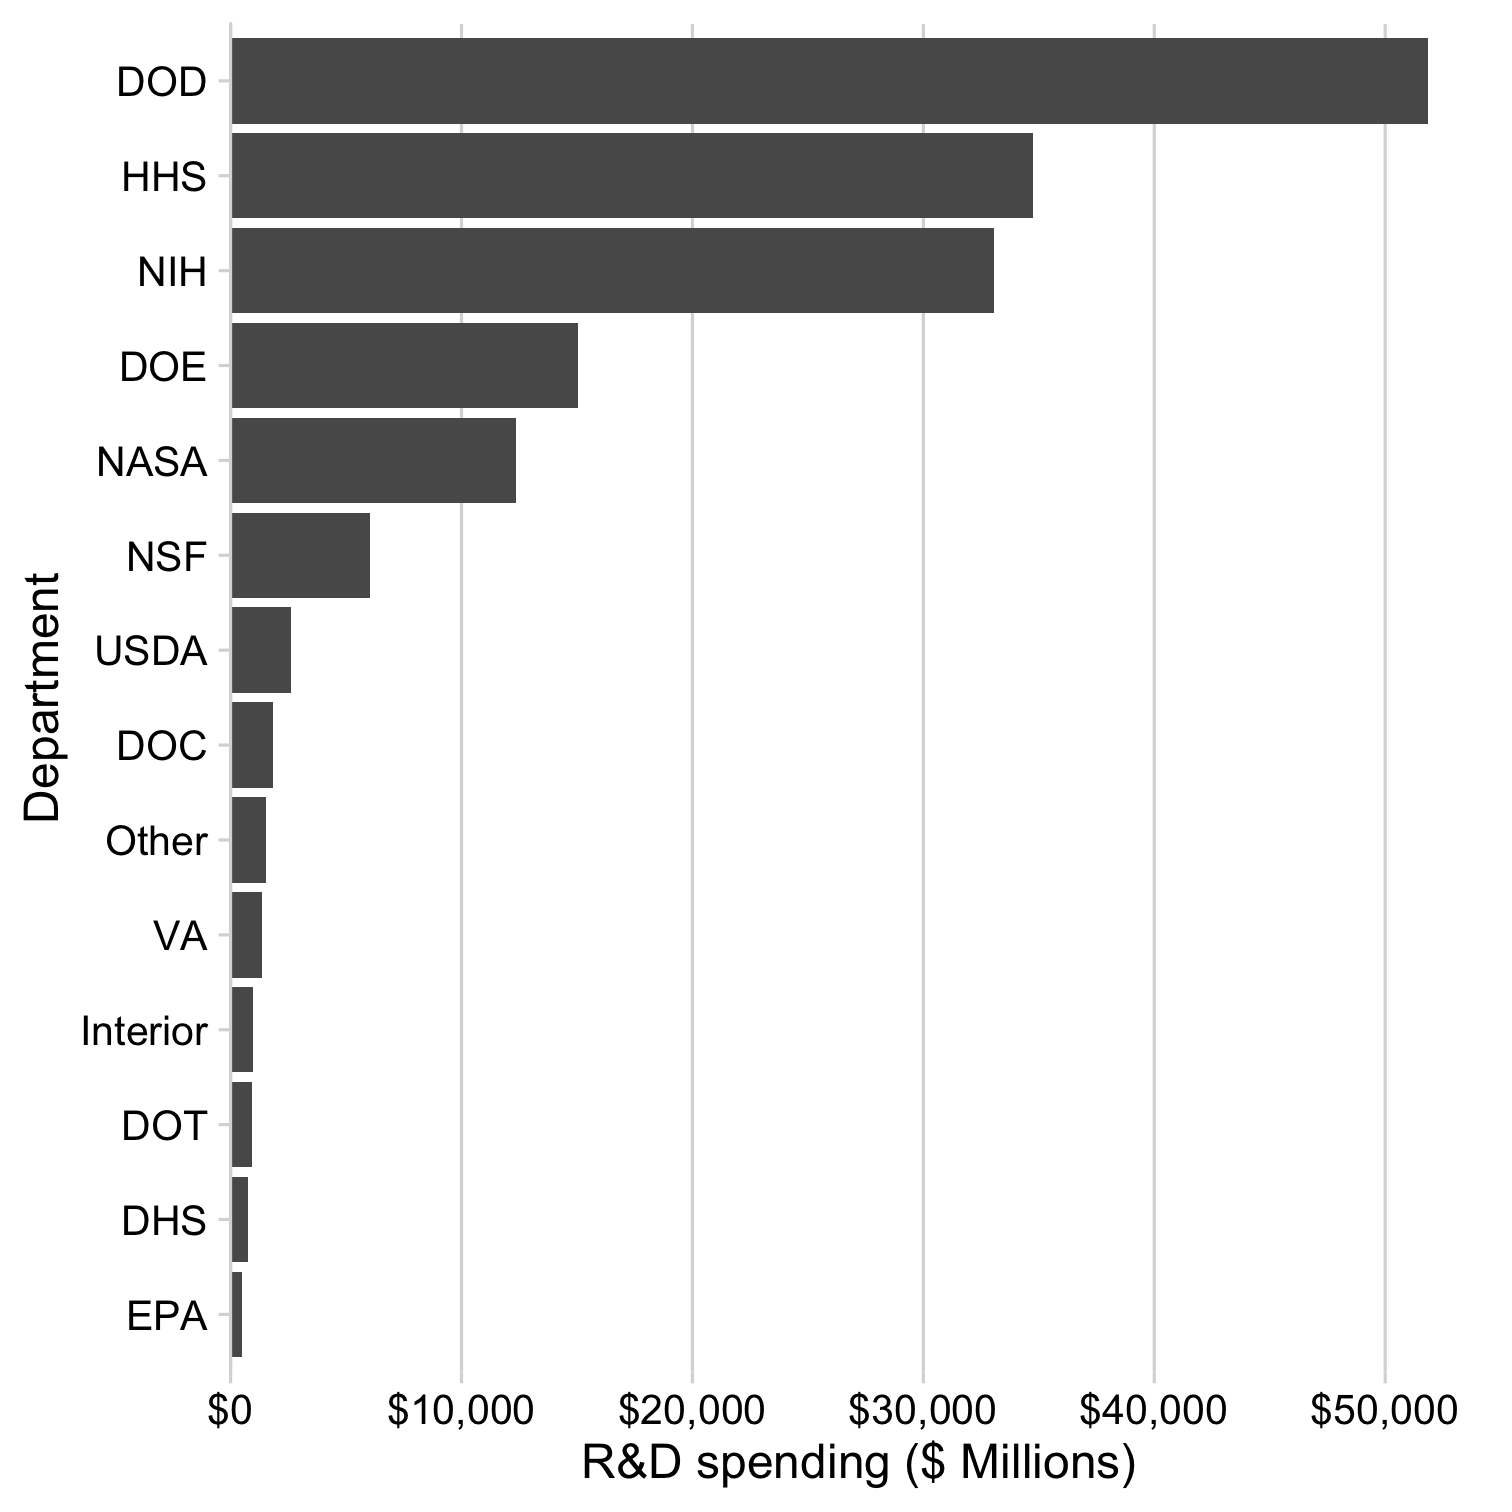 DOD
HHS
NIH
DOE
NASA
NSF
USDA
DOC
Other
VA
Interior
DOT
DHS
EPA
Department
$0 $10,000 $20,000 $30,000 $40,000 $50,000
R&D spending ($ Millions)